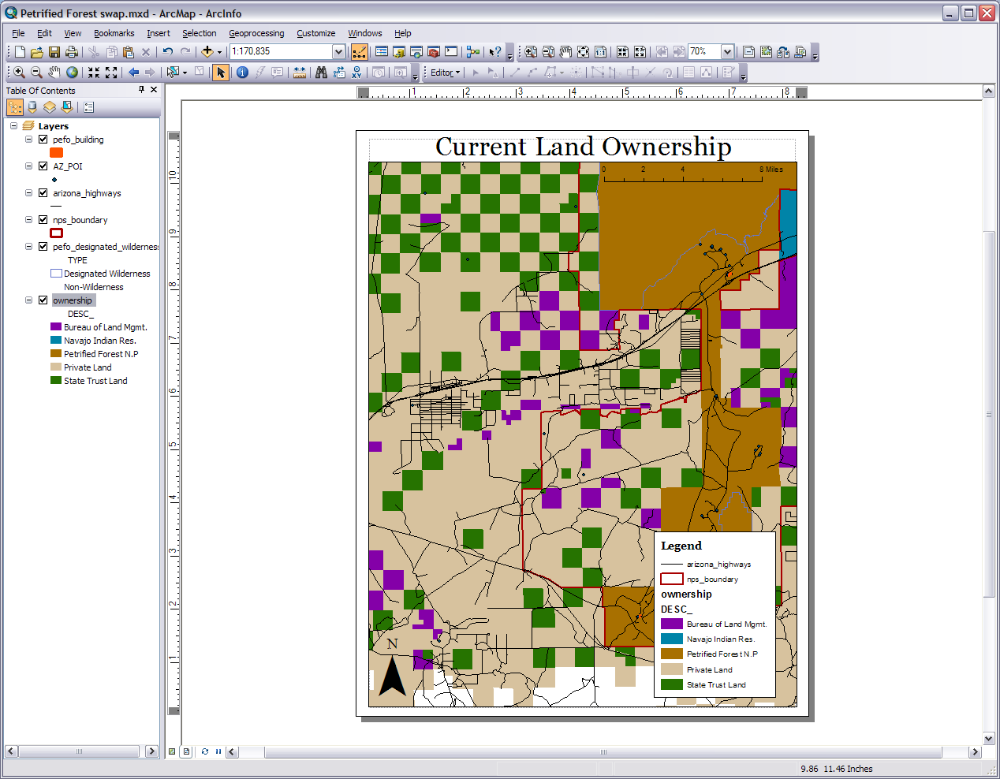 Petrified Forest swap.mxd - ArcMap - ArcInfo
File Edit View Bookmarks Insert Selection Geoprocessing Customize Windows Help
1:170,835
70%
Editor
Table Of Contents
Layers
pefo_building
AZ_POI
arizona_highways
nps_boundary
pefo_designated_wilderness
TYPE
Designated Wilderness
Non-Wilderness
ownership
DESC_
Bureau of Land Mgmt.
Navajo Indian Res.
Petrified Forest N.P
Private Land
State Trust Land
1 2 3 4 5 6 7 8
10
9
8
7
6
5
4
3
2
1
Current Land Ownership
0 2 4 8 Miles
N
Legend
arizona_highways
nps_boundary
ownership
DESC_
Bureau of Land Mgmt.
Navajo Indian Res.
Petrified Forest N.P
Private Land
State Trust Land
9.86 11.46 Inches